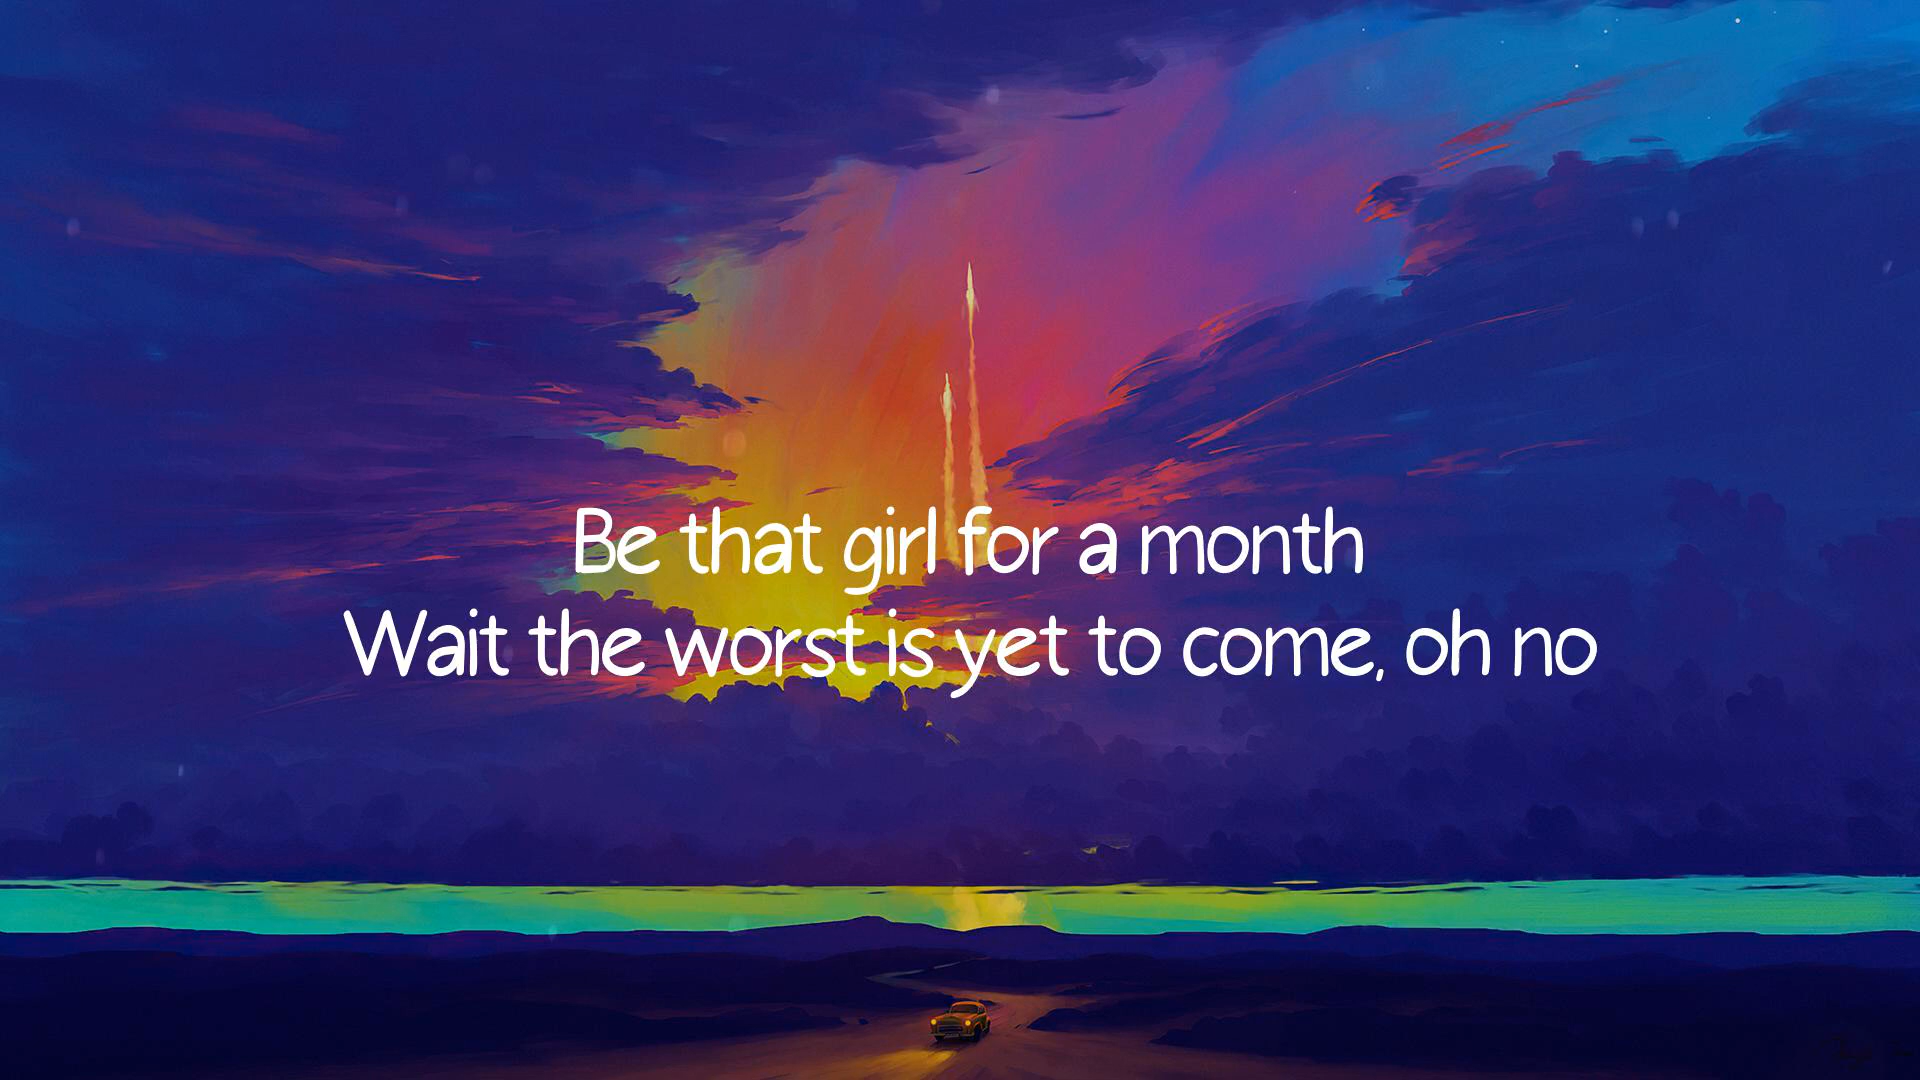 Be that girl for a month
Wait the worst is yet to come, oh no